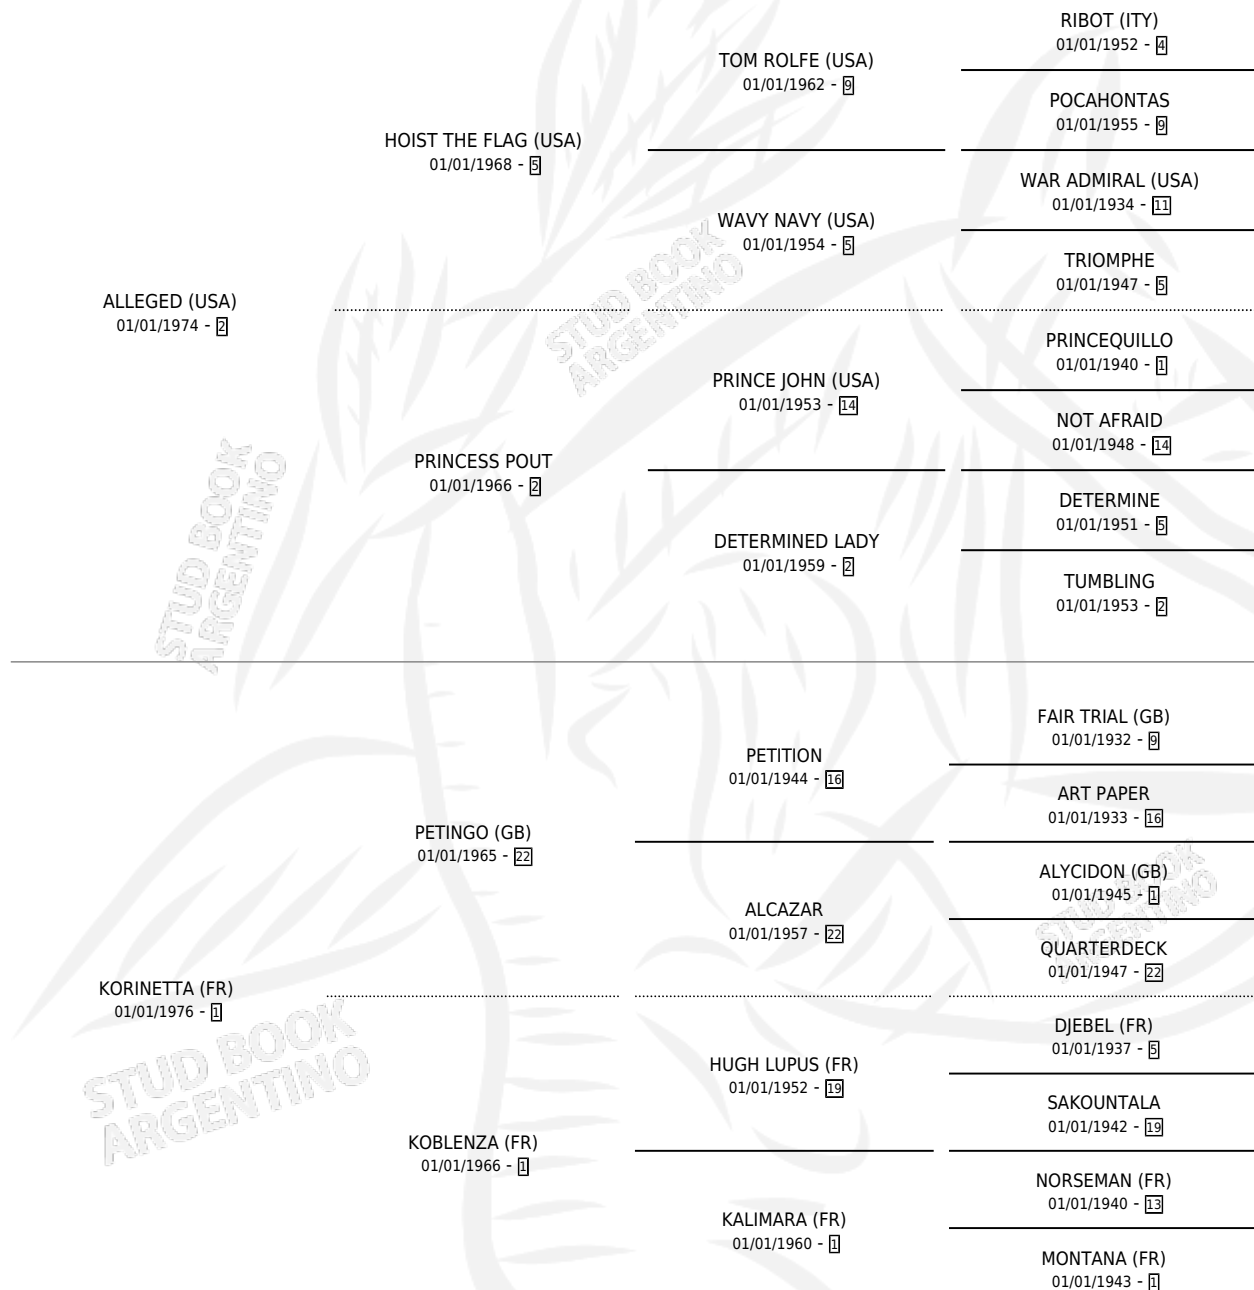 RIBOT (ITY)
01/01/1952 - 4
TOM ROLFE (USA)
01/01/1962 - 9
POCAHONTAS
01/01/1955 - 9
HOIST THE FLAG (USA)
01/01/1968 - 5
WAR ADMIRAL (USA)
01/01/1934 - 11
WAVY NAVY (USA)
01/01/1954 - 5
TRIOMPHE
01/01/1947 - 5
ALLEGED (USA)
01/01/1974 - 2
STUD BOOK
ARGENTINO
PRINCEQUILLO
01/01/1940 - 1
PRINCE JOHN (USA)
01/01/1953 - 14
NOT AFRAID
01/01/1948 - 14
PRINCESS POUT
01/01/1966 - 2
DETERMINE
01/01/1951 - 5
DETERMINED LADY
01/01/1959 - 2
TUMBLING
01/01/1953 - 2
STUD BOOK
ARGENTINO
FAIR TRIAL (GB)
01/01/1932 - 9
PETITION
01/01/1944 - 16
ART PAPER
01/01/1933 - 16
PETINGO (GB)
01/01/1965 - 22
ALYCIDON (GB)
01/01/1945 - 1
ALCAZAR
01/01/1957 - 22
QUARTERDECK
01/01/1947 - 22
STUD BOOK
ARGENTINO
KORINETTA (FR)
01/01/1976 - 1
DJEBEL (FR)
01/01/1937 - 5
HUGH LUPUS (FR)
01/01/1952 - 19
SAKOUNTALA
01/01/1942 - 19
STUD BOOK
ARGENTINO
KOBLENZA (FR)
01/01/1966 - 1
NORSEMAN (FR)
01/01/1940 - 13
KALIMARA (FR)
01/01/1960 - 1
MONTANA (FR)
01/01/1943 - 1